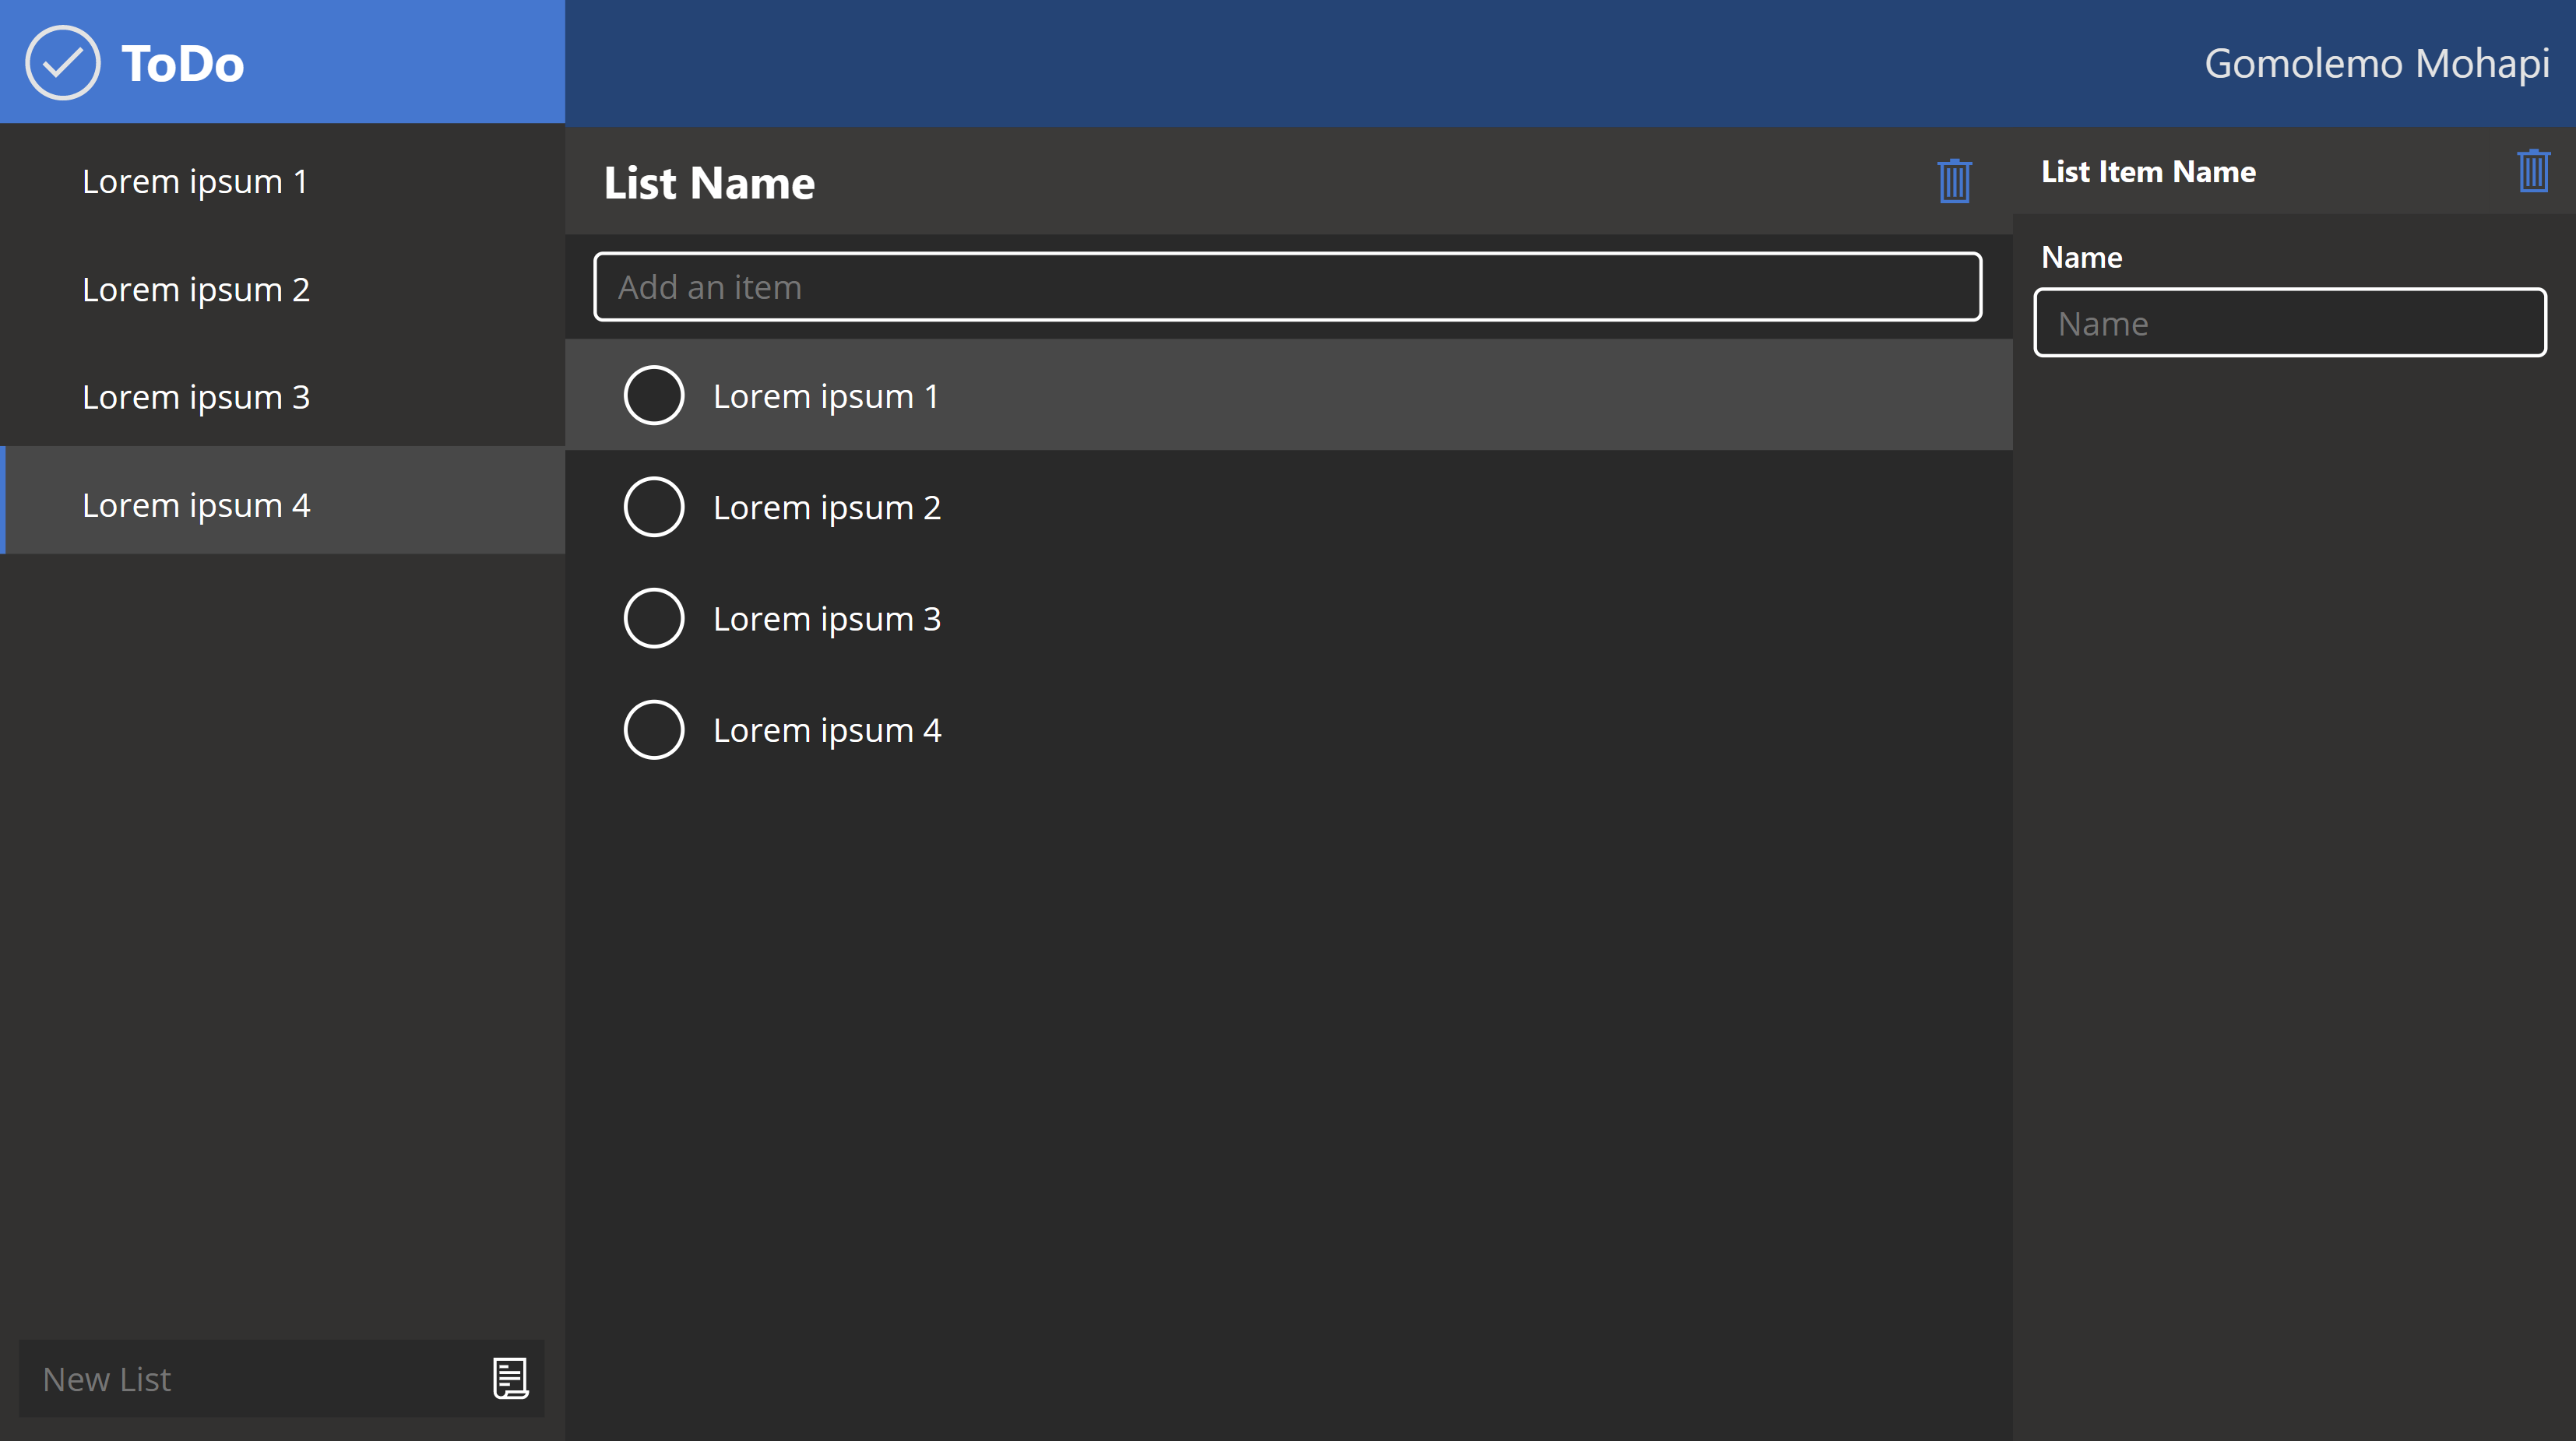 ToDo
Gomolemo Mohapi
Lorem ipsum 1
Lorem ipsum 2
Lorem ipsum 3
Lorem ipsum 4
New List
List Name
Add an item
Lorem ipsum 1
Lorem ipsum 2
Lorem ipsum 3
Lorem ipsum 4
List Item Name
Name
Name